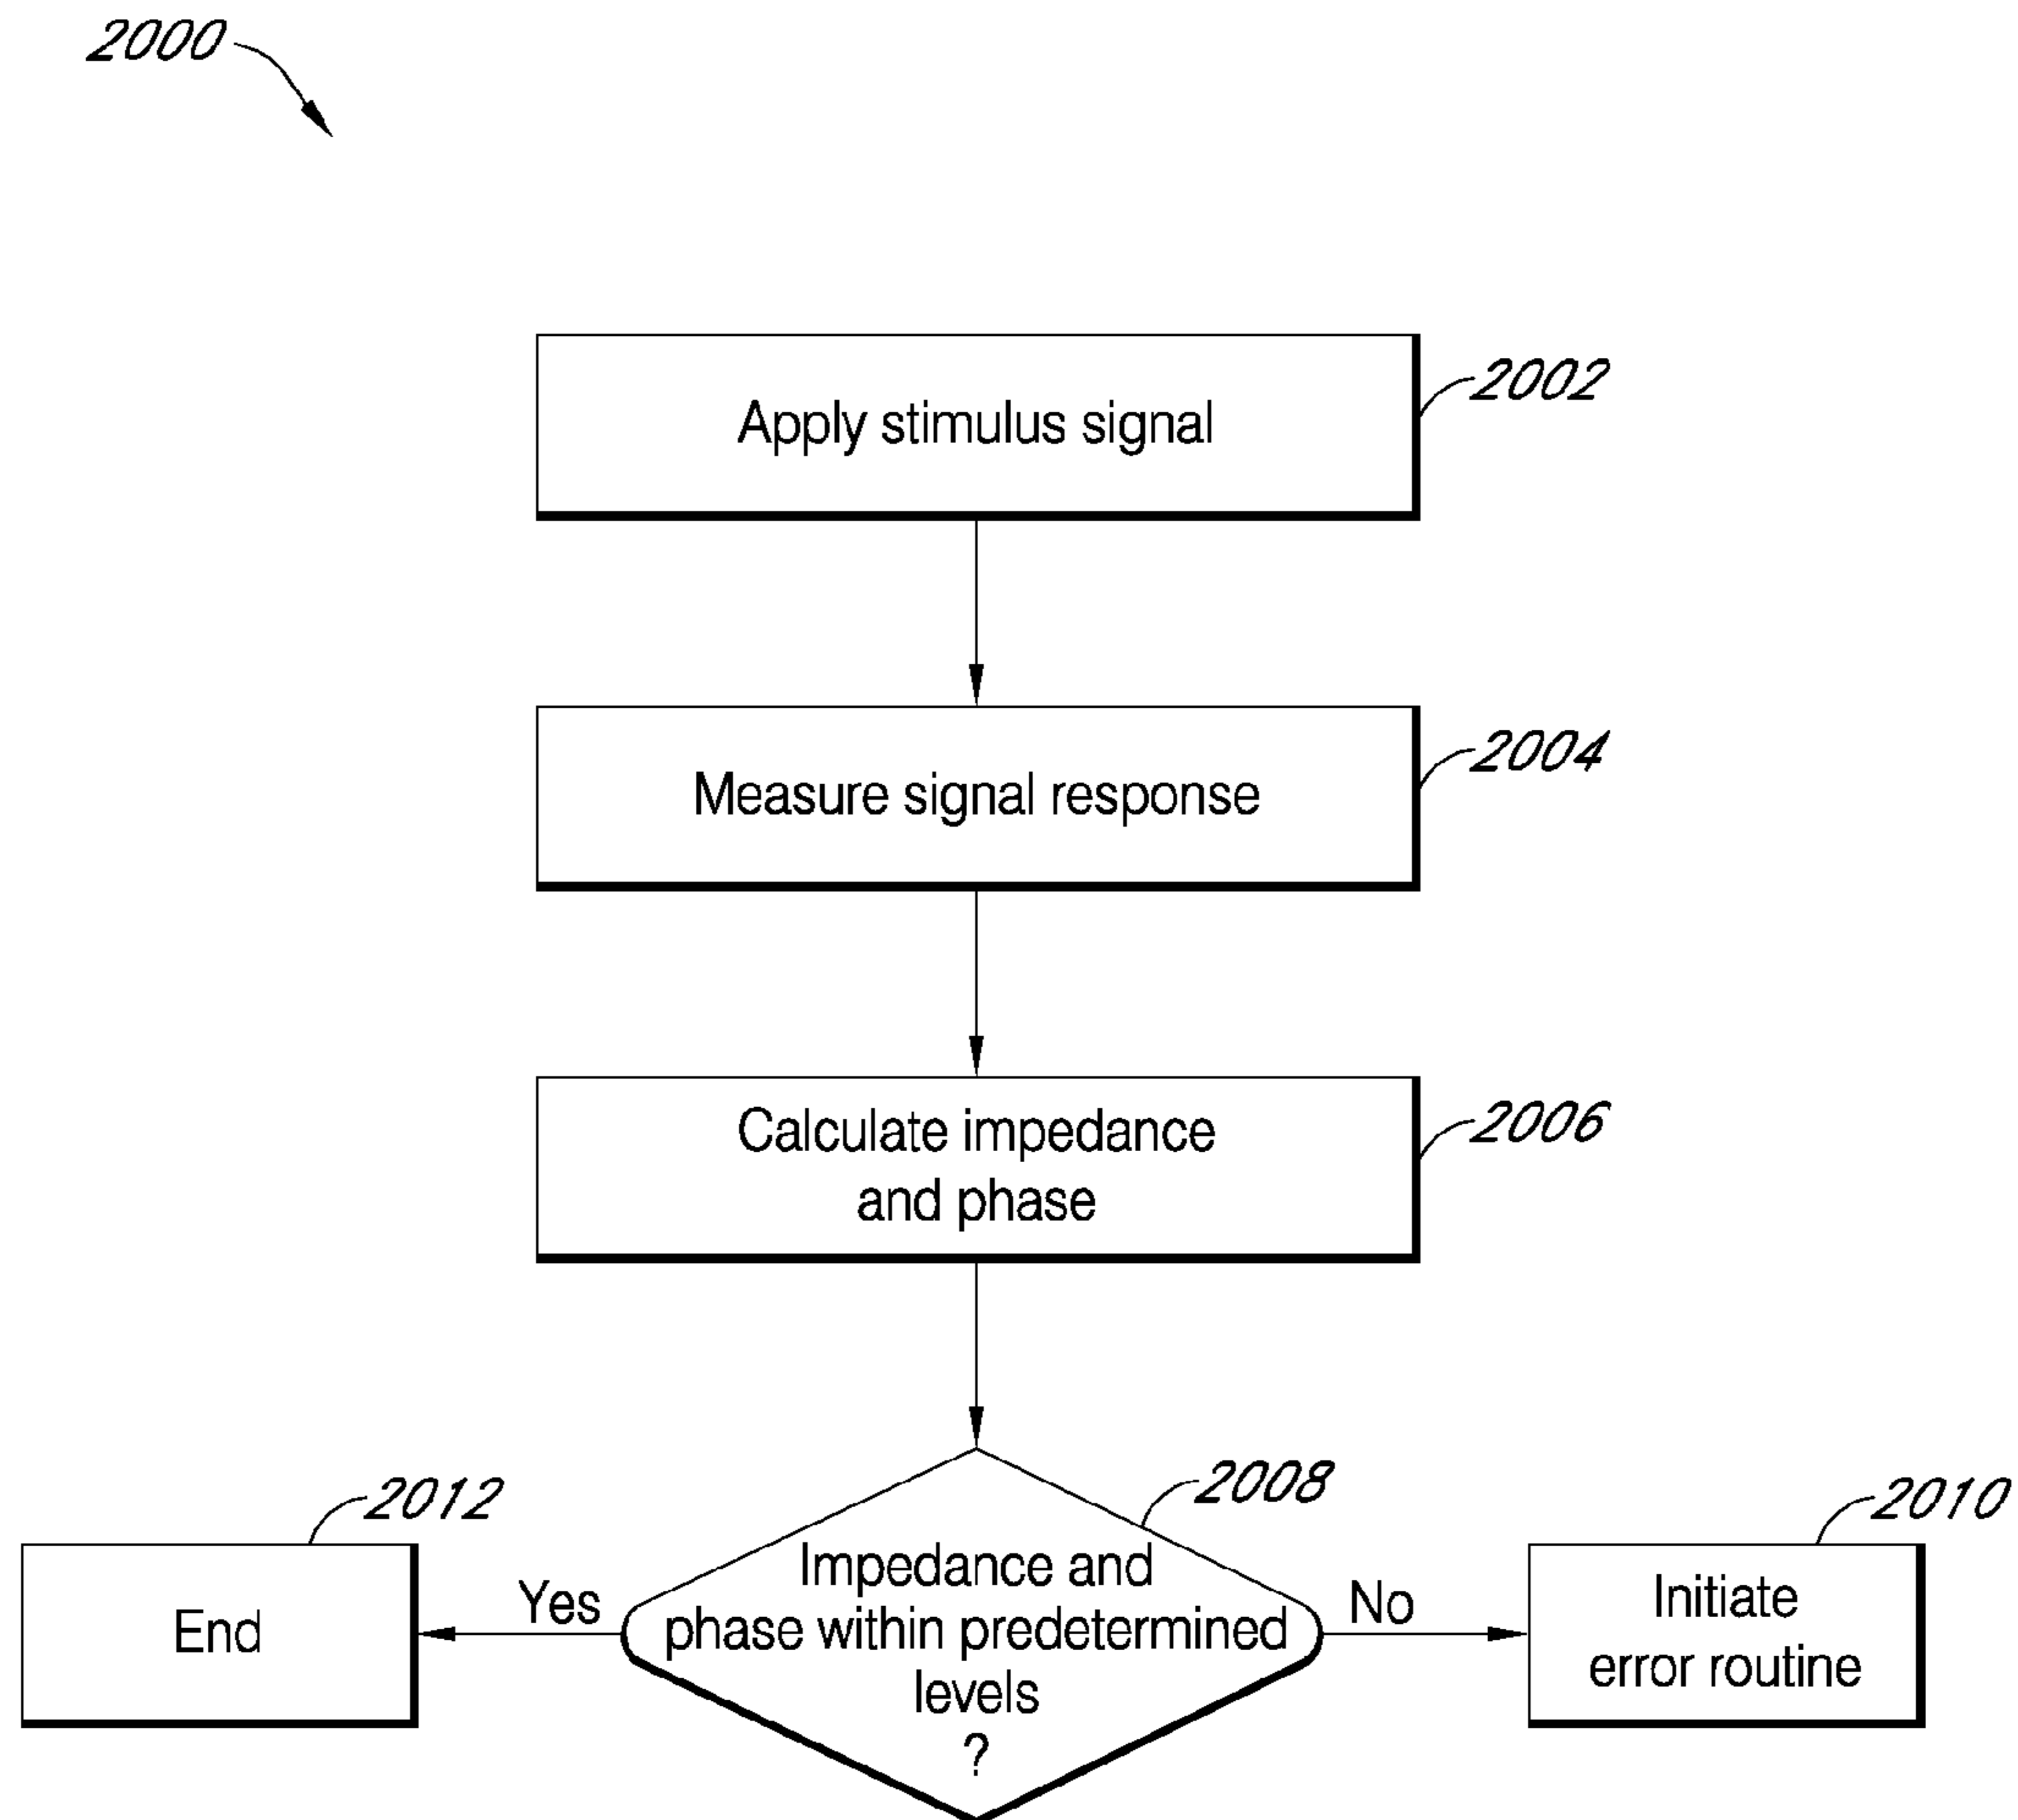 2000
Apply stimulus signal
2002
Measure signal response
2004
Calculate impedance
and phase
2006
2012
End
Yes
2008
Impedance and
phase within predetermined
levels
?
No
2010
Initiate
error routine